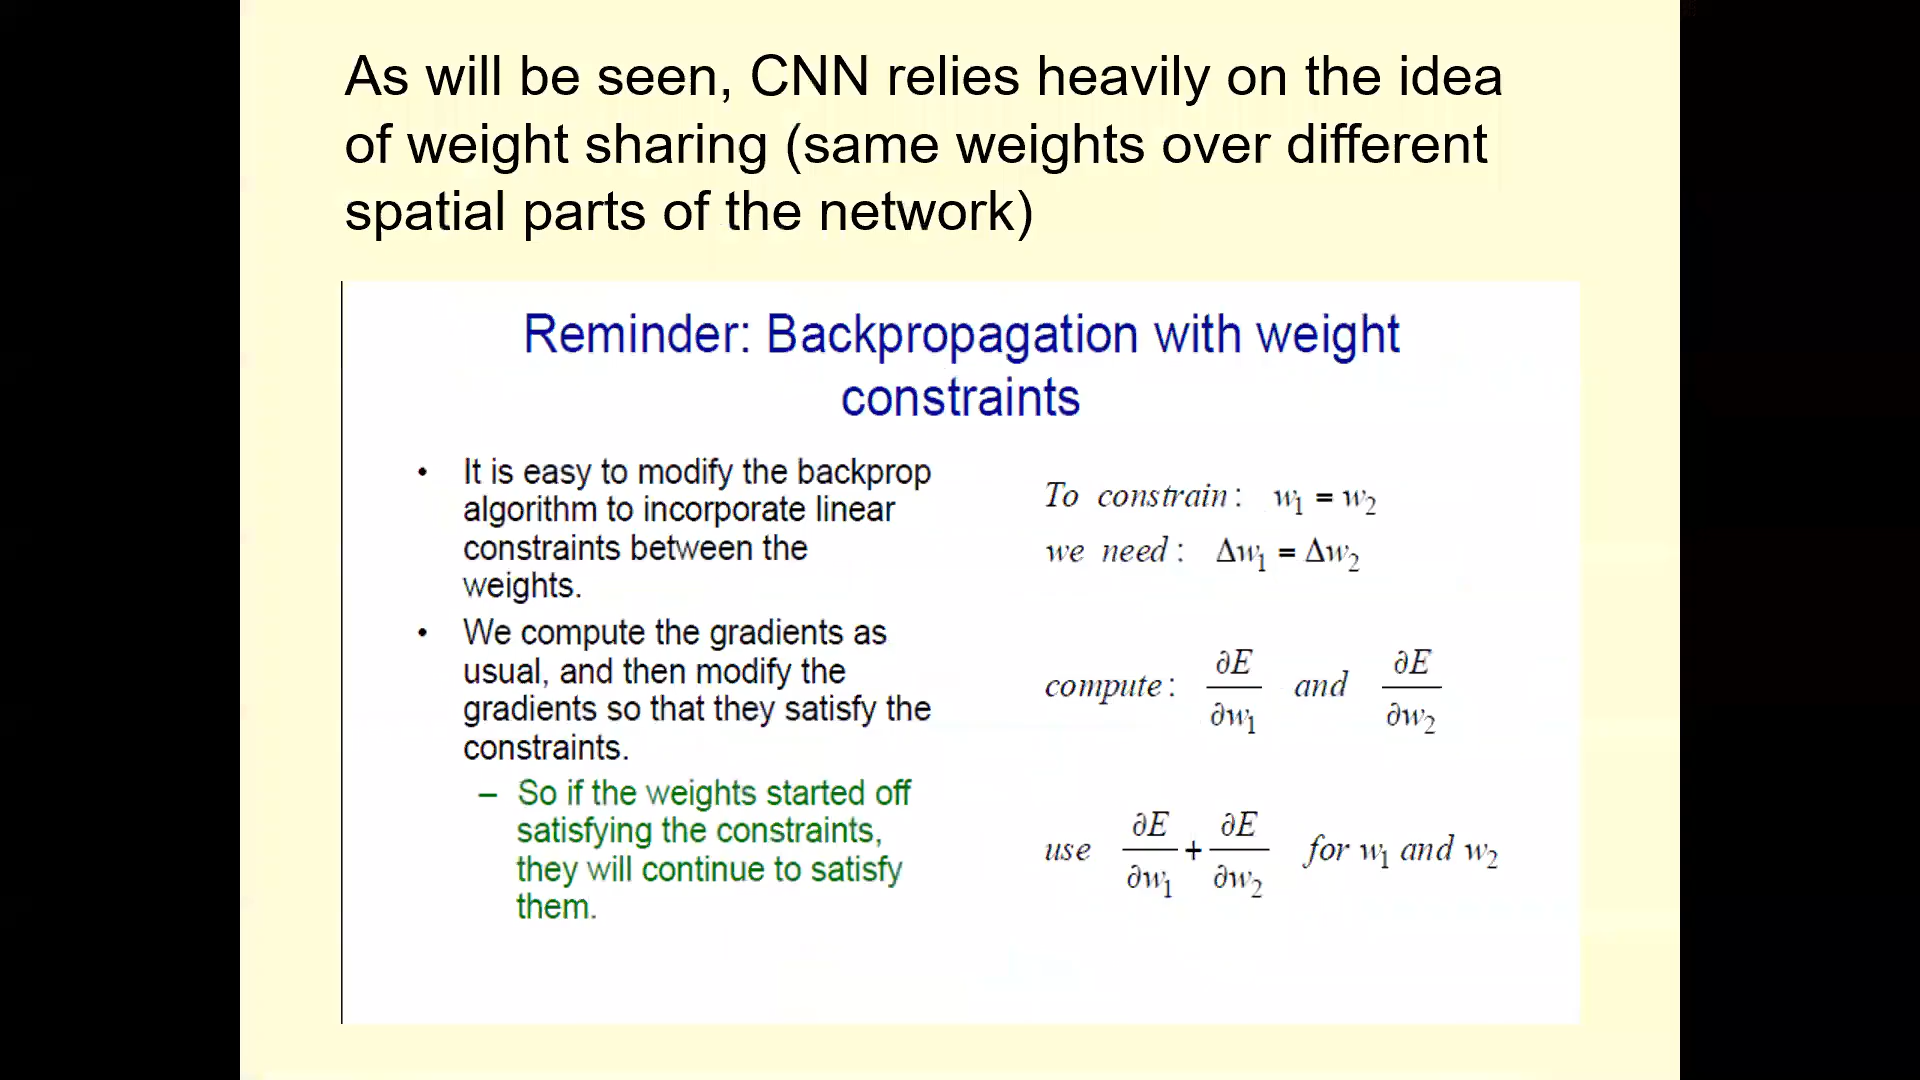 As will be seen, CNN relies heavily on the idea
of weight sharing (same weights over different
spatial parts of the network)
Reminder: Backpropagation with weight
constraints
• It is easy to modify the backprop
algorithm to incorporate linear
constraints between the
weights.
• We compute the gradients as
usual, and then modify the
gradients so that they satisfy the
constraints.
– So if the weights started off
satisfying the constraints,
they will continue to satisfy
them.
To constrain: w₁ = w₂
we need: Δw₁ = Δw₂
compute: ∂E/∂w₁ and ∂E/∂w₂
use ∂E/∂w₁ + ∂E/∂w₂ for w₁ and w₂